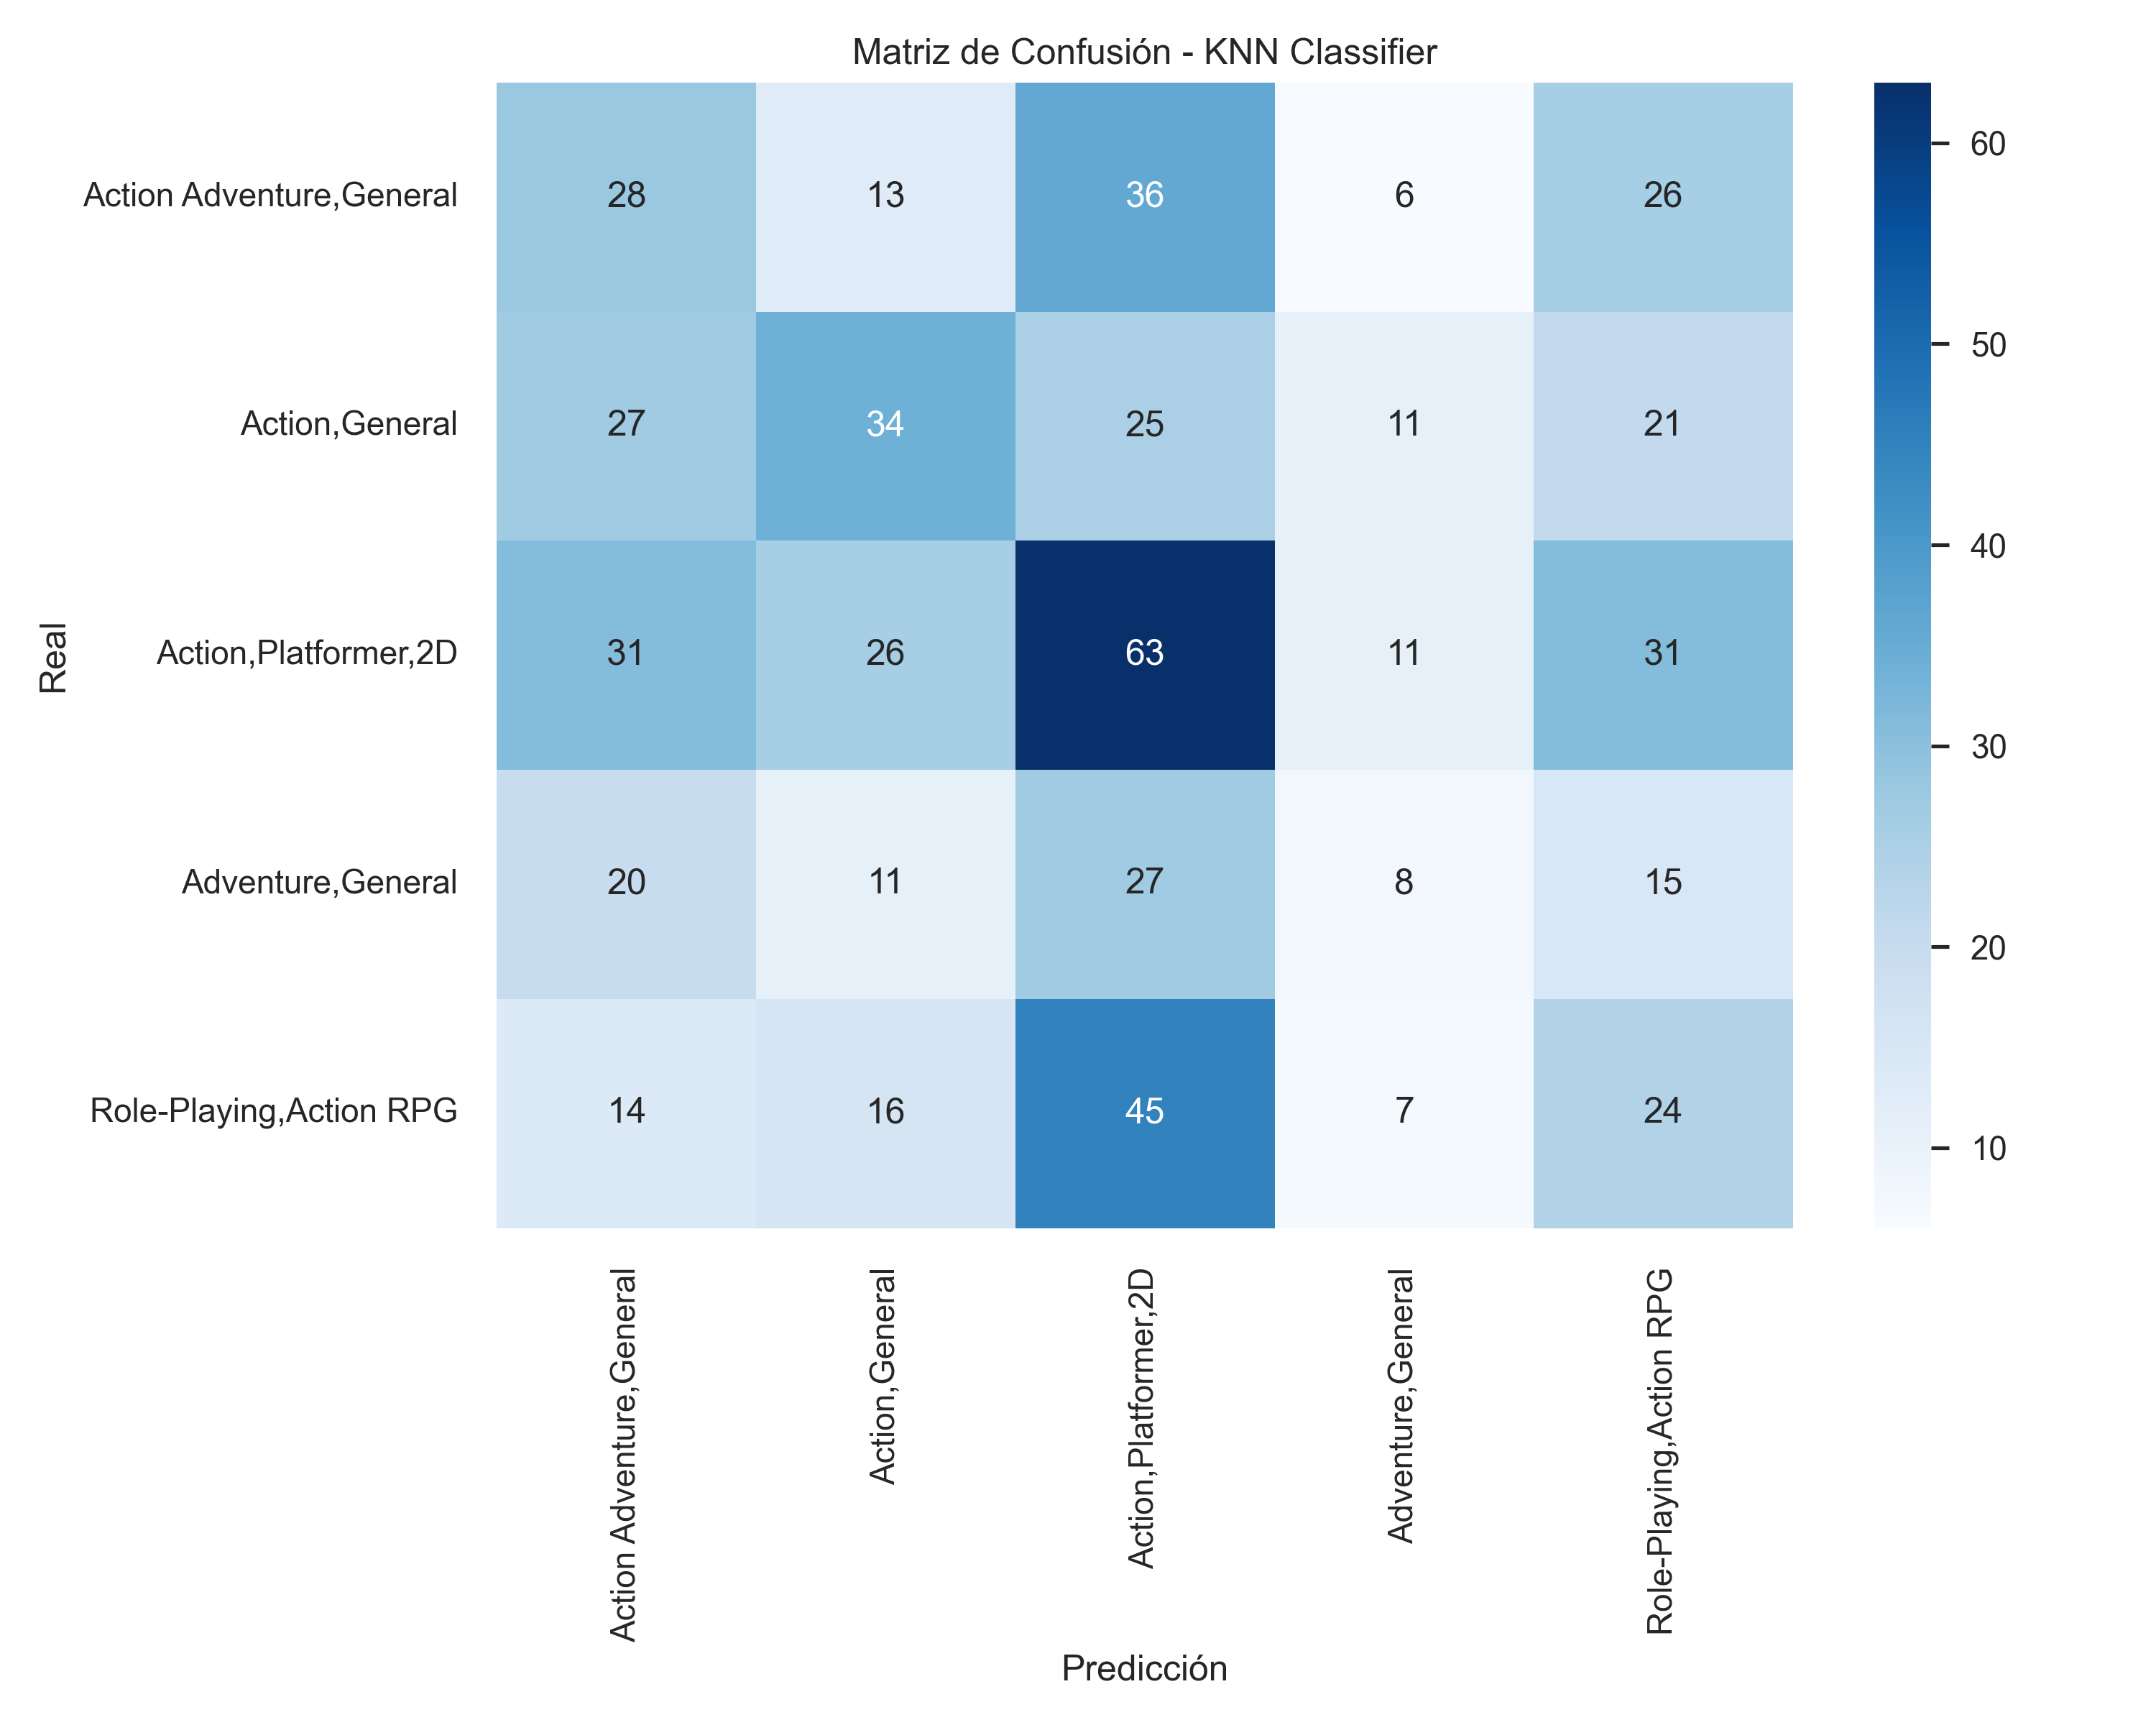 Matriz de Confusión - KNN Classifier
Real
Action Adventure,General
28 13 36 6 26
Action,General
27 34 25 11 21
Action,Platformer,2D
31 26 63 11 31
Adventure,General
20 11 27 8 15
Role-Playing,Action RPG
14 16 45 7 24
Action Adventure,General
Action,General
Action,Platformer,2D
Adventure,General
Role-Playing,Action RPG
Predicción
60
50
40
30
20
10